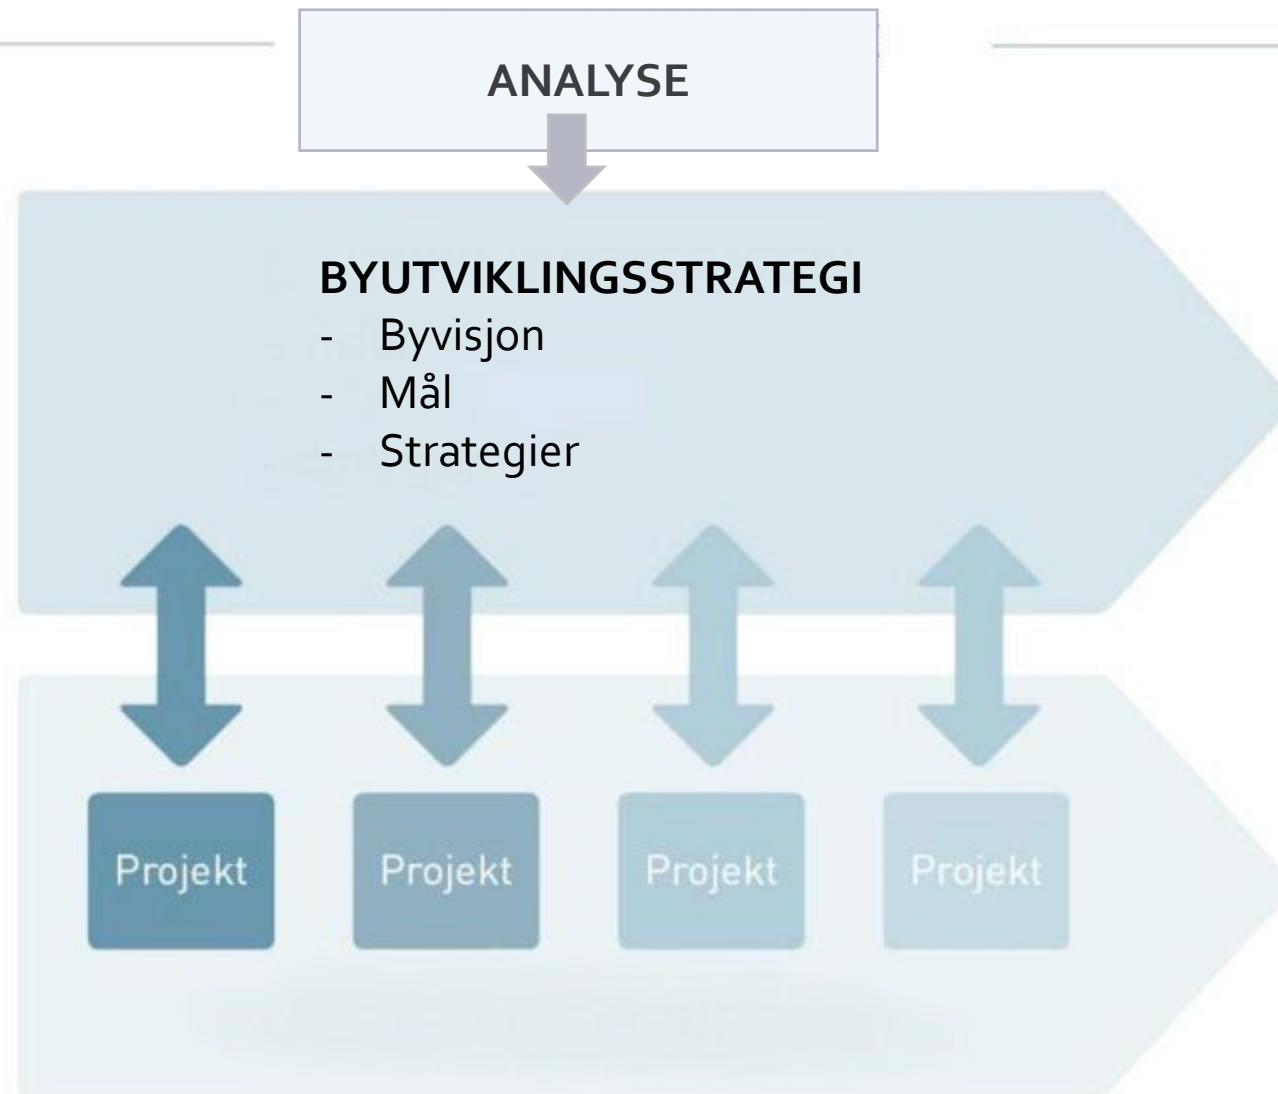 ANALYSE
BYUTVIKLINGSSTRATEGI
- Byvisjon
- Mål
- Strategier
Projekt Projekt Projekt Projekt